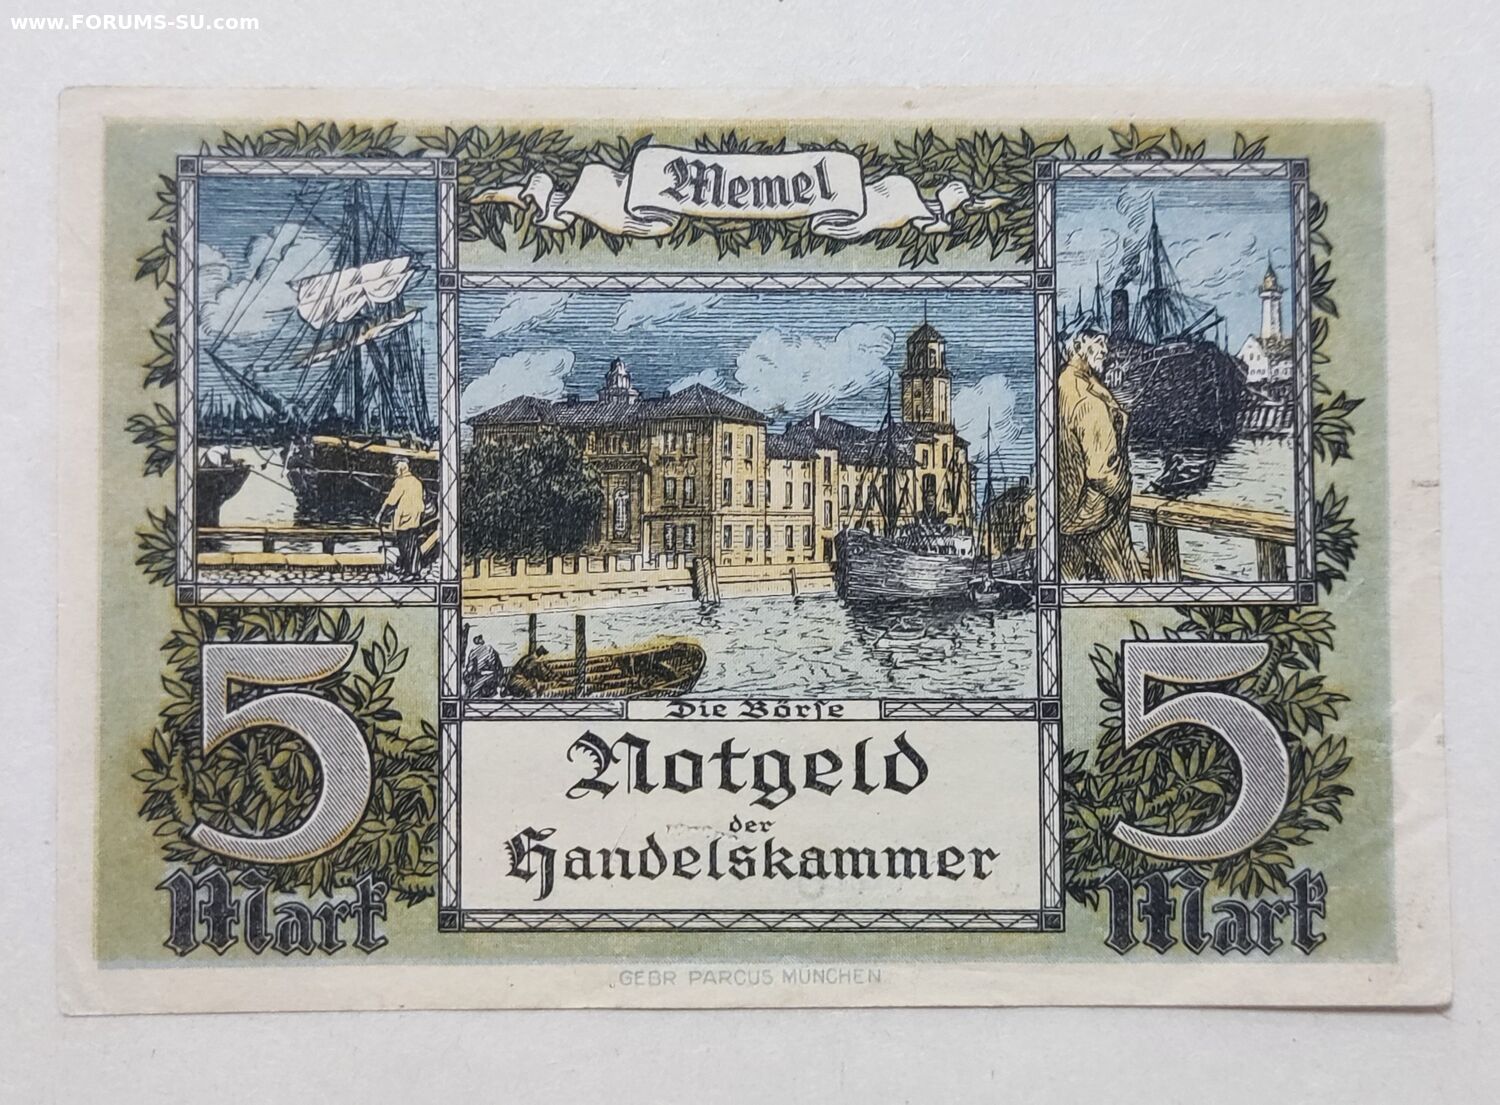 www.FORUMS-SU.com
Memel
Die Börse
Notgeld
der
Handelskammer
5
Mark
5
Mark
GEBR PARCUS MÜNCHEN